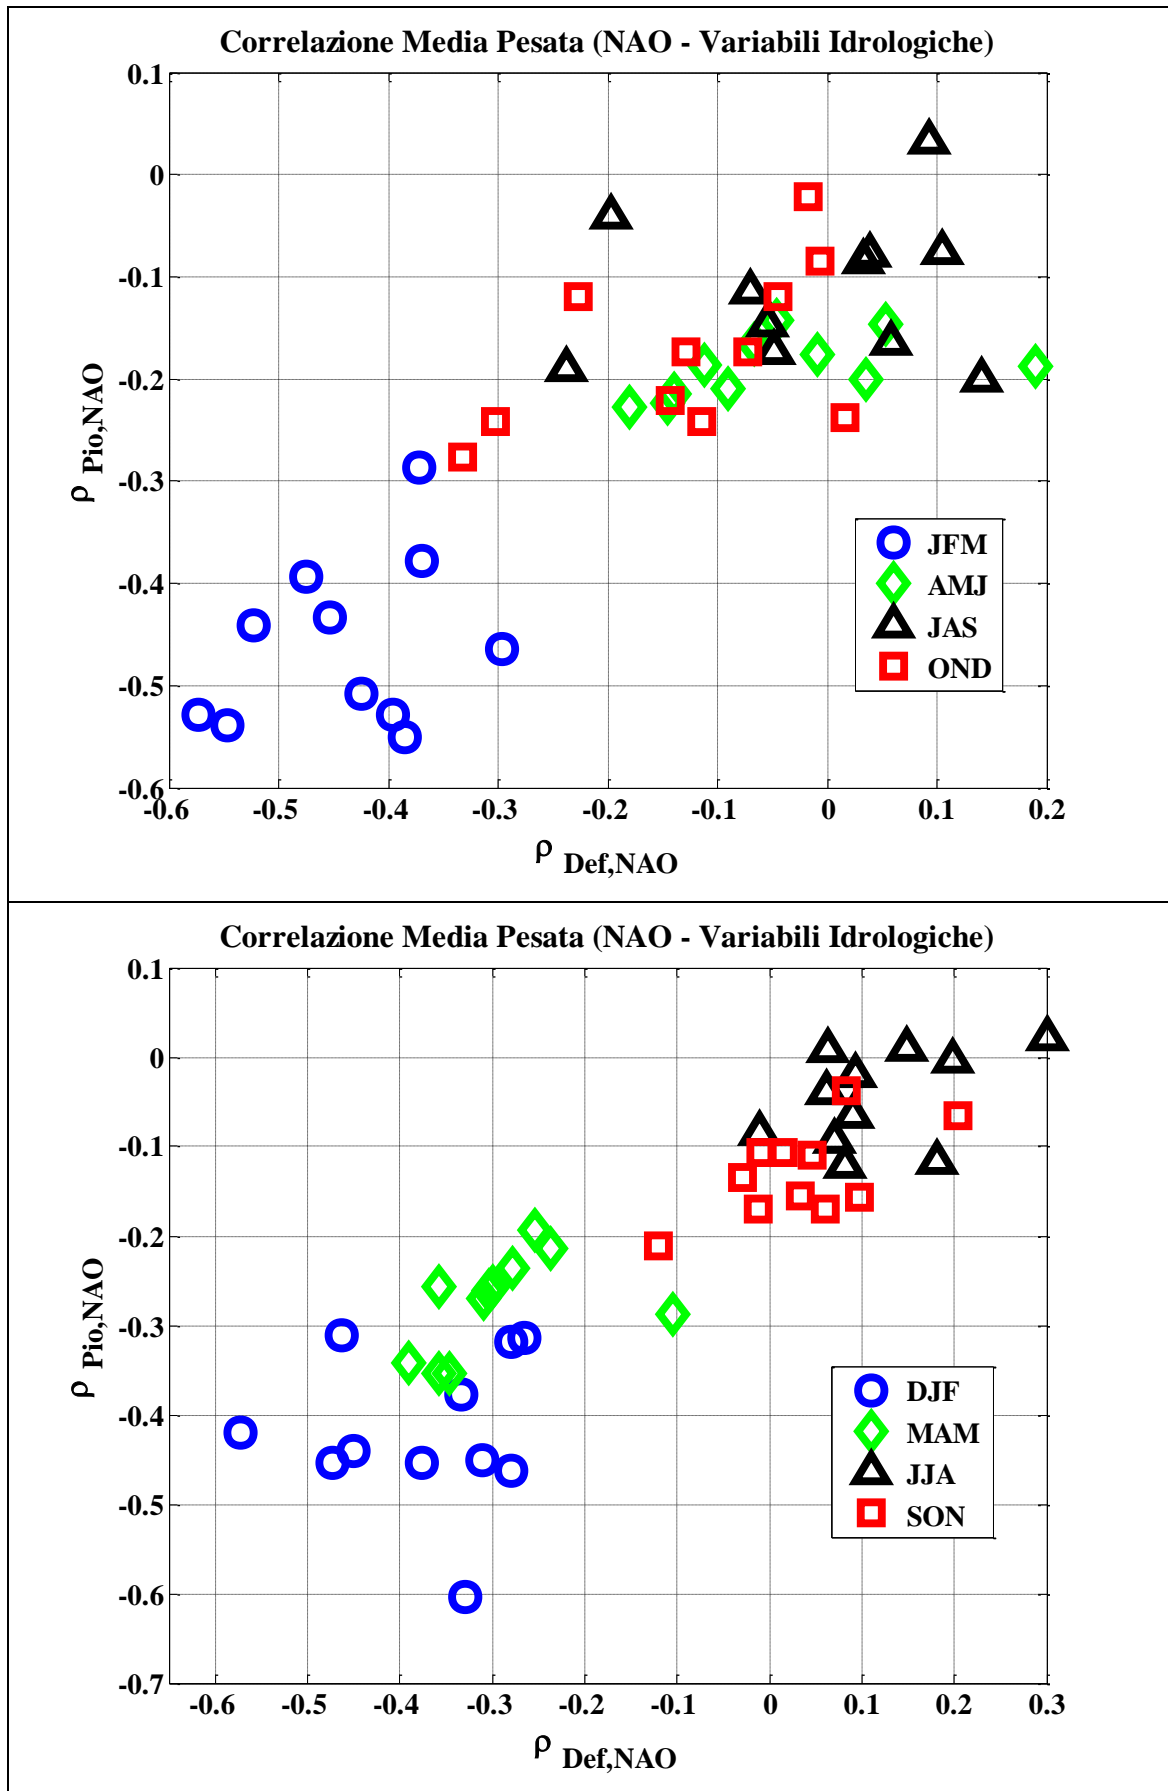 Correlazione Media Pesata (NAO - Variabili Idrologiche)
0.1
0
-0.1
-0.2
-0.3
-0.4
-0.5
-0.6
ρ Pio,NAO
JFM
AMJ
JAS
OND
-0.6 -0.5 -0.4 -0.3 -0.2 -0.1 0 0.1 0.2
ρ Def,NAO
Correlazione Media Pesata (NAO - Variabili Idrologiche)
0.1
0
-0.1
-0.2
-0.3
-0.4
-0.5
-0.6
-0.7
ρ Pio,NAO
DJF
MAM
JJA
SON
-0.6 -0.5 -0.4 -0.3 -0.2 -0.1 0 0.1 0.2 0.3
ρ Def,NAO